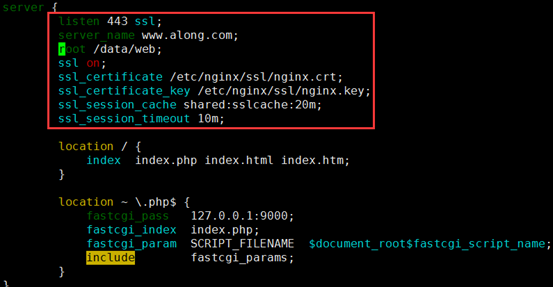 server {
listen 443 ssl;
server_name www.along.com;
root /data/web;
ssl on;
ssl_certificate /etc/nginx/ssl/nginx.crt;
ssl_certificate_key /etc/nginx/ssl/nginx.key;
ssl_session_cache shared:sslcache:20m;
ssl_session_timeout 10m;
location / {
index index.php index.html index.htm;
}
location ~ \.php$ {
fastcgi_pass 127.0.0.1:9000;
fastcgi_index index.php;
fastcgi_param SCRIPT_FILENAME $document_root$fastcgi_script_name;
include fastcgi_params;
}
}